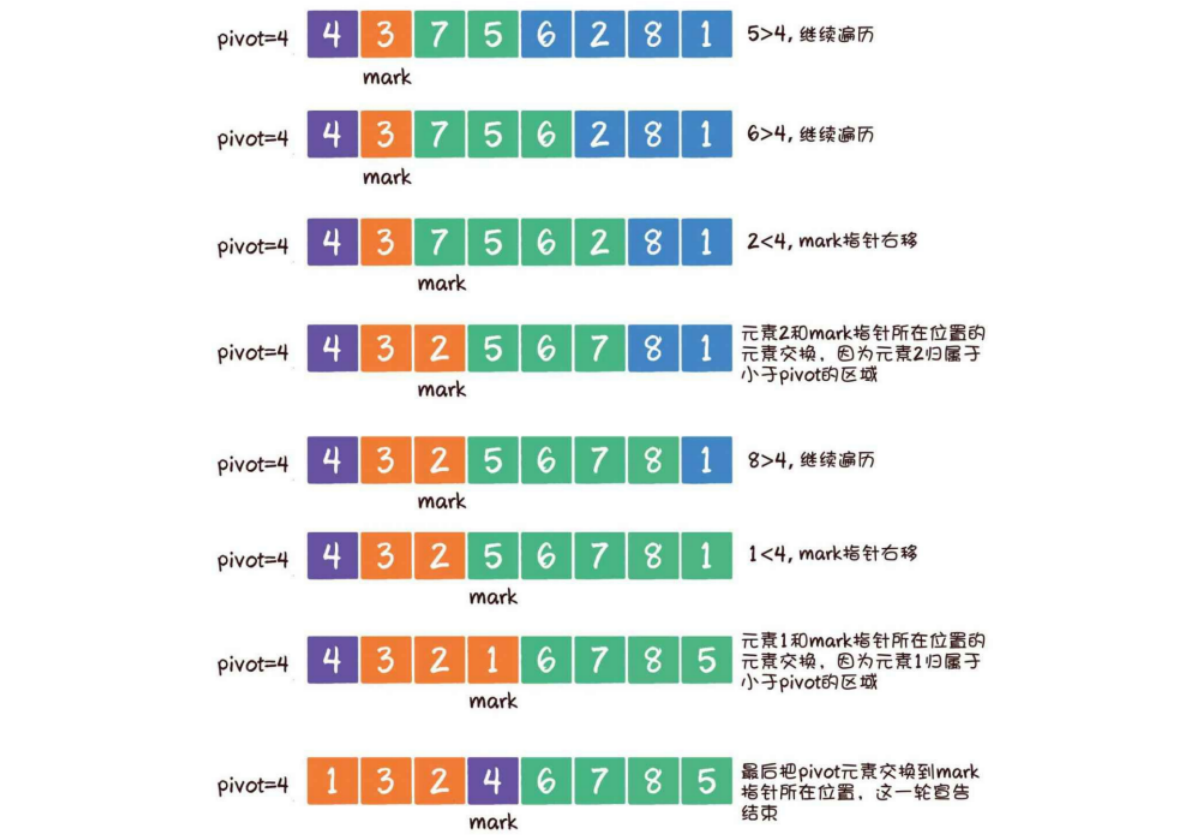 pivot=4 4 3 7 5 6 2 8 1 5>4, 继续遍历
mark
pivot=4 4 3 7 5 6 2 8 1 6>4, 继续遍历
mark
pivot=4 4 3 7 5 6 2 8 1 2<4, mark指针右移
mark
元素2和mark指针所在位置的
pivot=4 4 3 2 5 6 7 8 1 元素交换，因为元素2归属于
小于pivot的区域
mark
pivot=4 4 3 2 5 6 7 8 1 8>4, 继续遍历
mark
pivot=4 4 3 2 5 6 7 8 1 1<4, mark指针右移
mark
元素1和mark指针所在位置的
pivot=4 4 3 2 1 6 7 8 5 元素交换，因为元素1归属于
小于pivot的区域
mark
最后把pivot元素交换到mark
pivot=4 1 3 2 4 6 7 8 5 指针所在位置，这一轮宣告
结束
mark